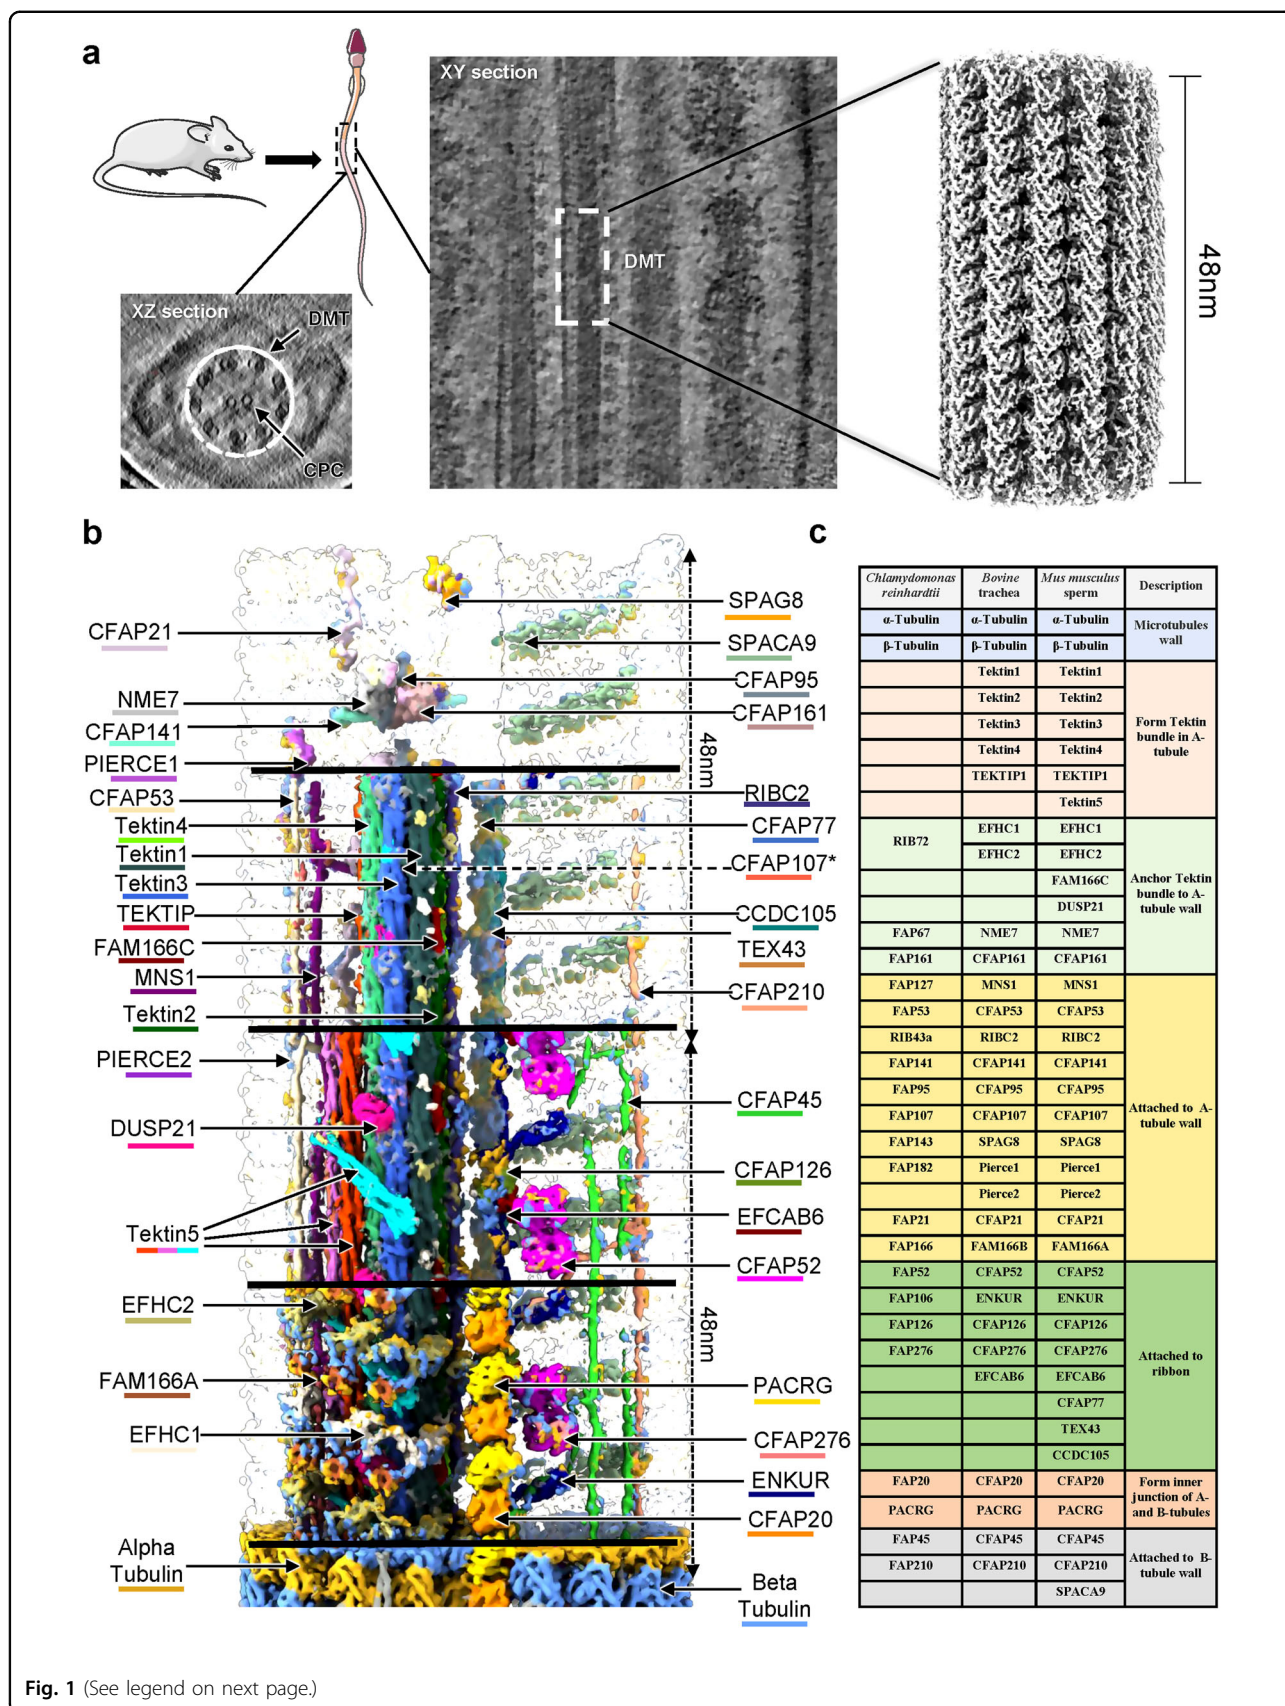 a
XY section
DMT
48nm
XZ section
DMT
CPC
b
CFAP21
NME7
CFAP141
PIERCE1
CFAP53
Tektin4
Tektin1
Tektin3
TEKTIP
FAM166C
MNS1
Tektin2
PIERCE2
DUSP21
Tektin5
EFHC2
FAM166A
EFHC1
Alpha
Tubulin
SPAG8
SPACA9
CFAP95
CFAP161
48nm
RIBC2
CFAP77
CFAP107*
CCDC105
TEX43
CFAP210
CFAP45
CFAP126
EFCAB6
CFAP52
48nm
PACRG
CFAP276
ENKUR
CFAP20
Beta
Tubulin
c
Chlamydomonas reinhardtii Bovine trachea Mus musculus sperm Description
α-Tubulin α-Tubulin α-Tubulin Microtubules wall
β-Tubulin β-Tubulin β-Tubulin
Tektin1 Tektin1 Form Tektin bundle in A-tubule
Tektin2 Tektin2
Tektin3 Tektin3
Tektin4 Tektin4
TEKTIP1 TEKTIP1
Tektin5
RIB72 EFHC1 EFHC1 Anchor Tektin bundle to A-tubule wall
EFHC2 EFHC2
FAM166C
DUSP21
FAP67 NME7 NME7
FAP161 CFAP161 CFAP161
FAP127 MNS1 MNS1 Attached to A-tubule wall
FAP53 CFAP53 CFAP53
RIB43a RIBC2 RIBC2
FAP141 CFAP141 CFAP141
FAP95 CFAP95 CFAP95
FAP107 CFAP107 CFAP107
FAP143 SPAG8 SPAG8
FAP182 Pierce1 Pierce1
Pierce2 Pierce2
FAP21 CFAP21 CFAP21
FAP166 FAM166B FAM166A
FAP52 CFAP52 CFAP52 Attached to ribbon
FAP106 ENKUR ENKUR
FAP126 CFAP126 CFAP126
FAP276 CFAP276 CFAP276
EFCAB6 EFCAB6
CFAP77
TEX43
CCDC105
FAP20 CFAP20 CFAP20 Form inner junction of A- and B-tubules
PACRG PACRG PACRG
FAP45 CFAP45 CFAP45 Attached to B-tubule wall
FAP210 CFAP210 CFAP210
SPACA9
Fig. 1 (See legend on next page.)